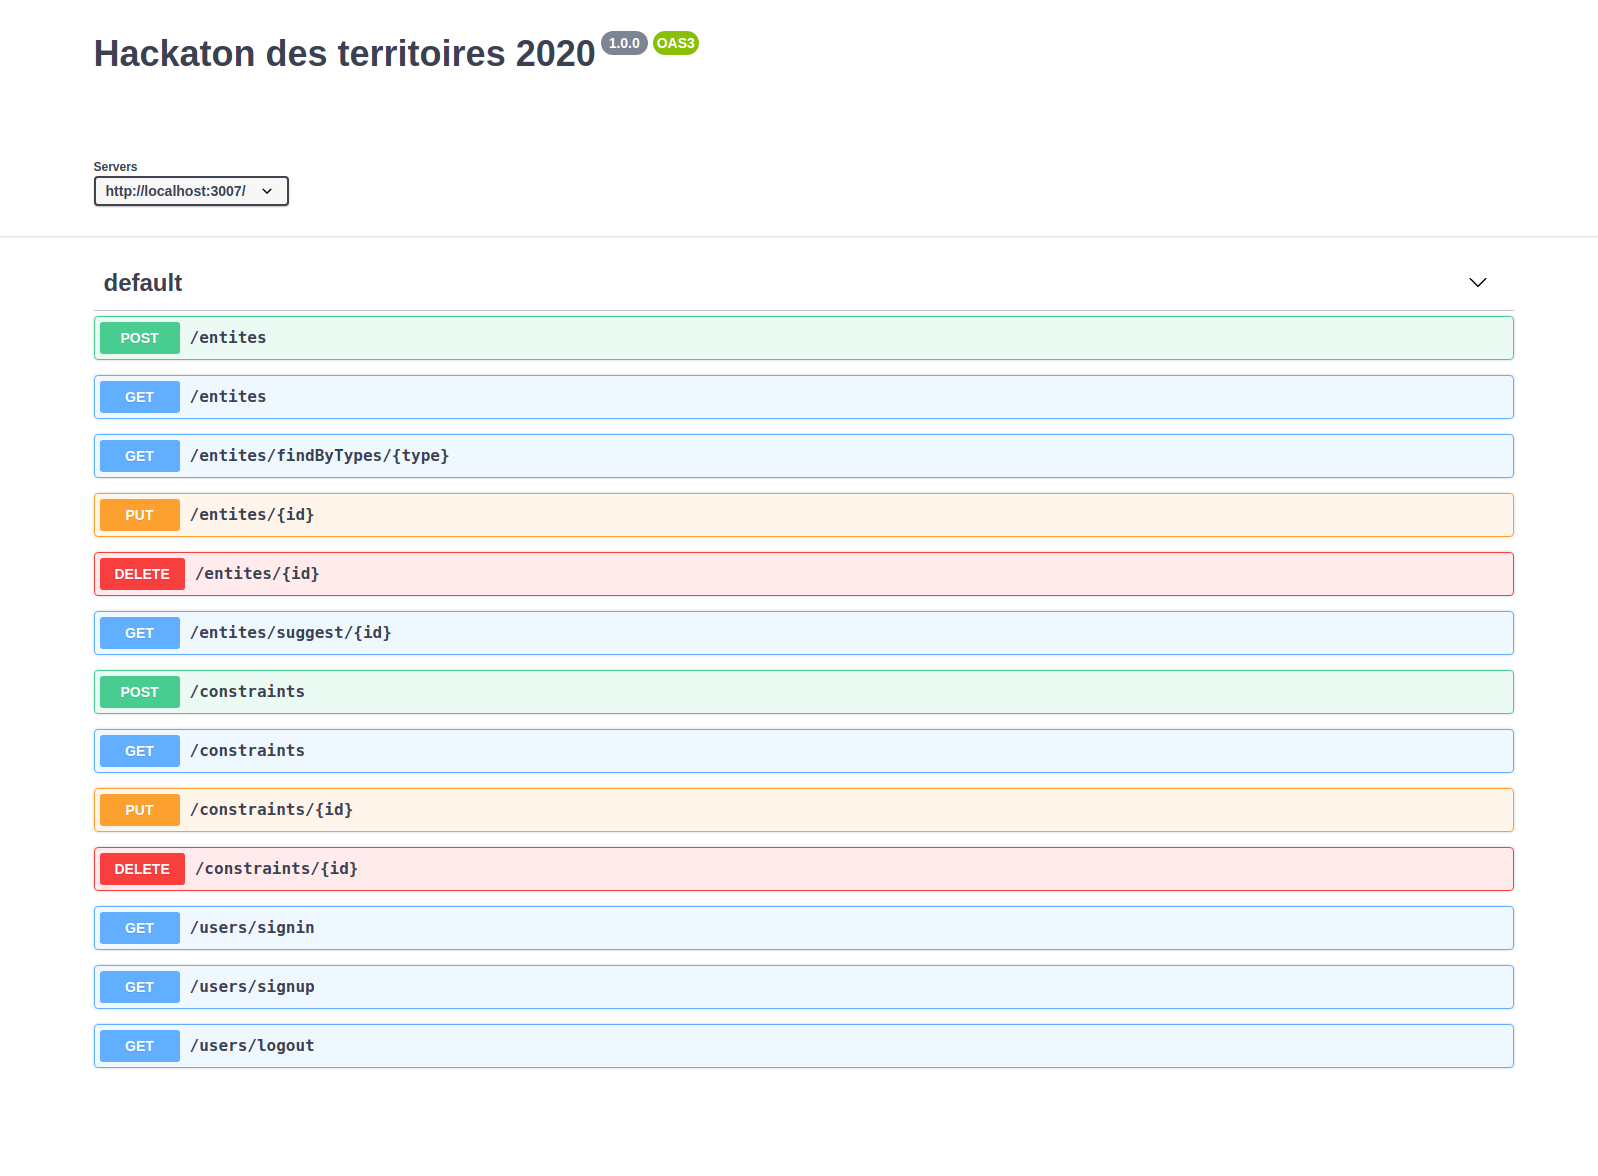 Hackaton des territoires 2020 1.0.0 OAS3
Servers
http://localhost:3007/
default
POST /entites
GET /entites
GET /entites/findByTypes/{type}
PUT /entites/{id}
DELETE /entites/{id}
GET /entites/suggest/{id}
POST /constraints
GET /constraints
PUT /constraints/{id}
DELETE /constraints/{id}
GET /users/signin
GET /users/signup
GET /users/logout